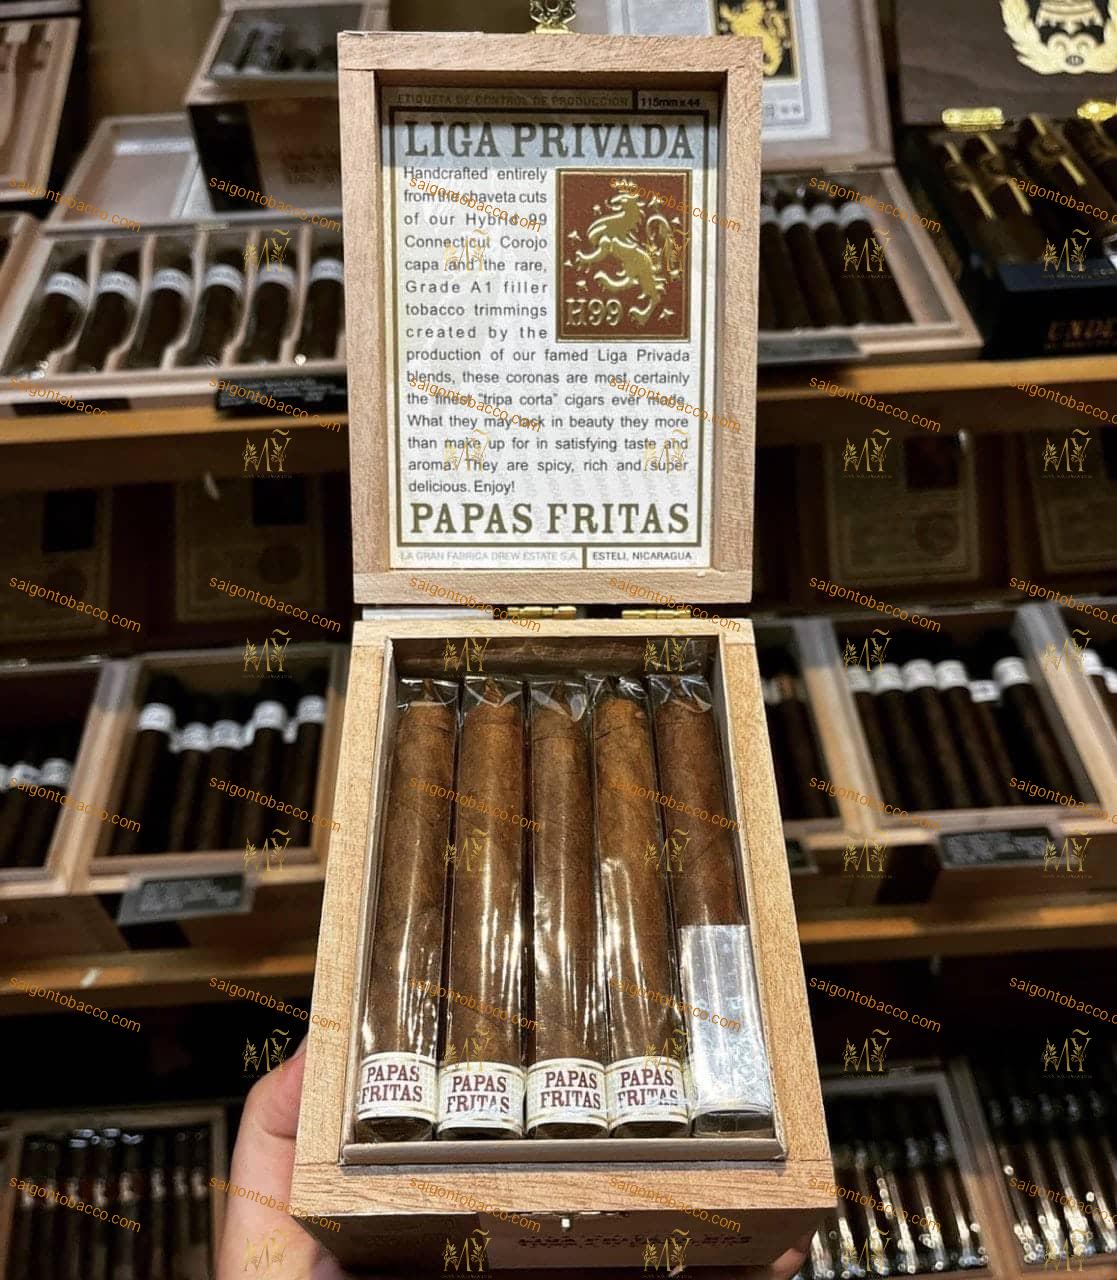 ETIQUETA DE CONTROL DE PRODUCCION 115mm x 44
LIGA PRIVADA
Handcrafted entirely
from the chaveta cuts
of our Hybrid 99
Connecticut Corojo
capa and the rare,
Grade A1 filler
tobacco trimmings
created by the
H99
production of our famed Liga Privada
blends, these coronas are most certainly
the finest "tripa corta" cigars ever made.
What they may lack in beauty they more
than make up for in satisfying taste and
aroma. They are spicy, rich and super
delicious. Enjoy!
PAPAS FRITAS
LA GRAN FABRICA DREW ESTATE S.A. ESTELI, NICARAGUA
PAPAS FRITAS
PAPAS FRITAS
PAPAS FRITAS
PAPAS FRITAS
saigontobacco.com
MỸ